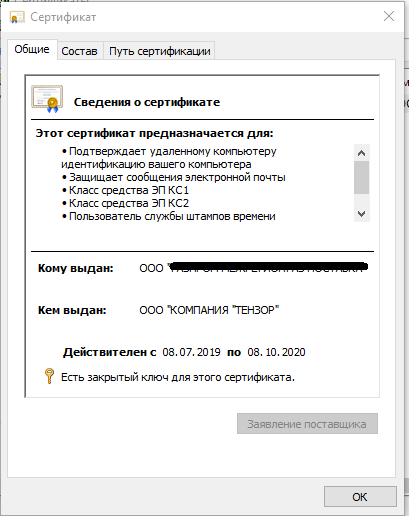 Сертификат
Общие Состав Путь сертификации
Сведения о сертификате
Этот сертификат предназначается для:
• Подтверждает удаленному компьютеру
идентификацию вашего компьютера
• Защищает сообщения электронной почты
• Класс средства ЭП КС1
• Класс средства ЭП КС2
• Пользователь службы штампов времени
Кому выдан: ООО "
Кем выдан: ООО "КОМПАНИЯ "ТЕНЗОР"
Действителен с 08.07.2019 по 08.10.2020
Есть закрытый ключ для этого сертификата.
Заявление поставщика
ОК